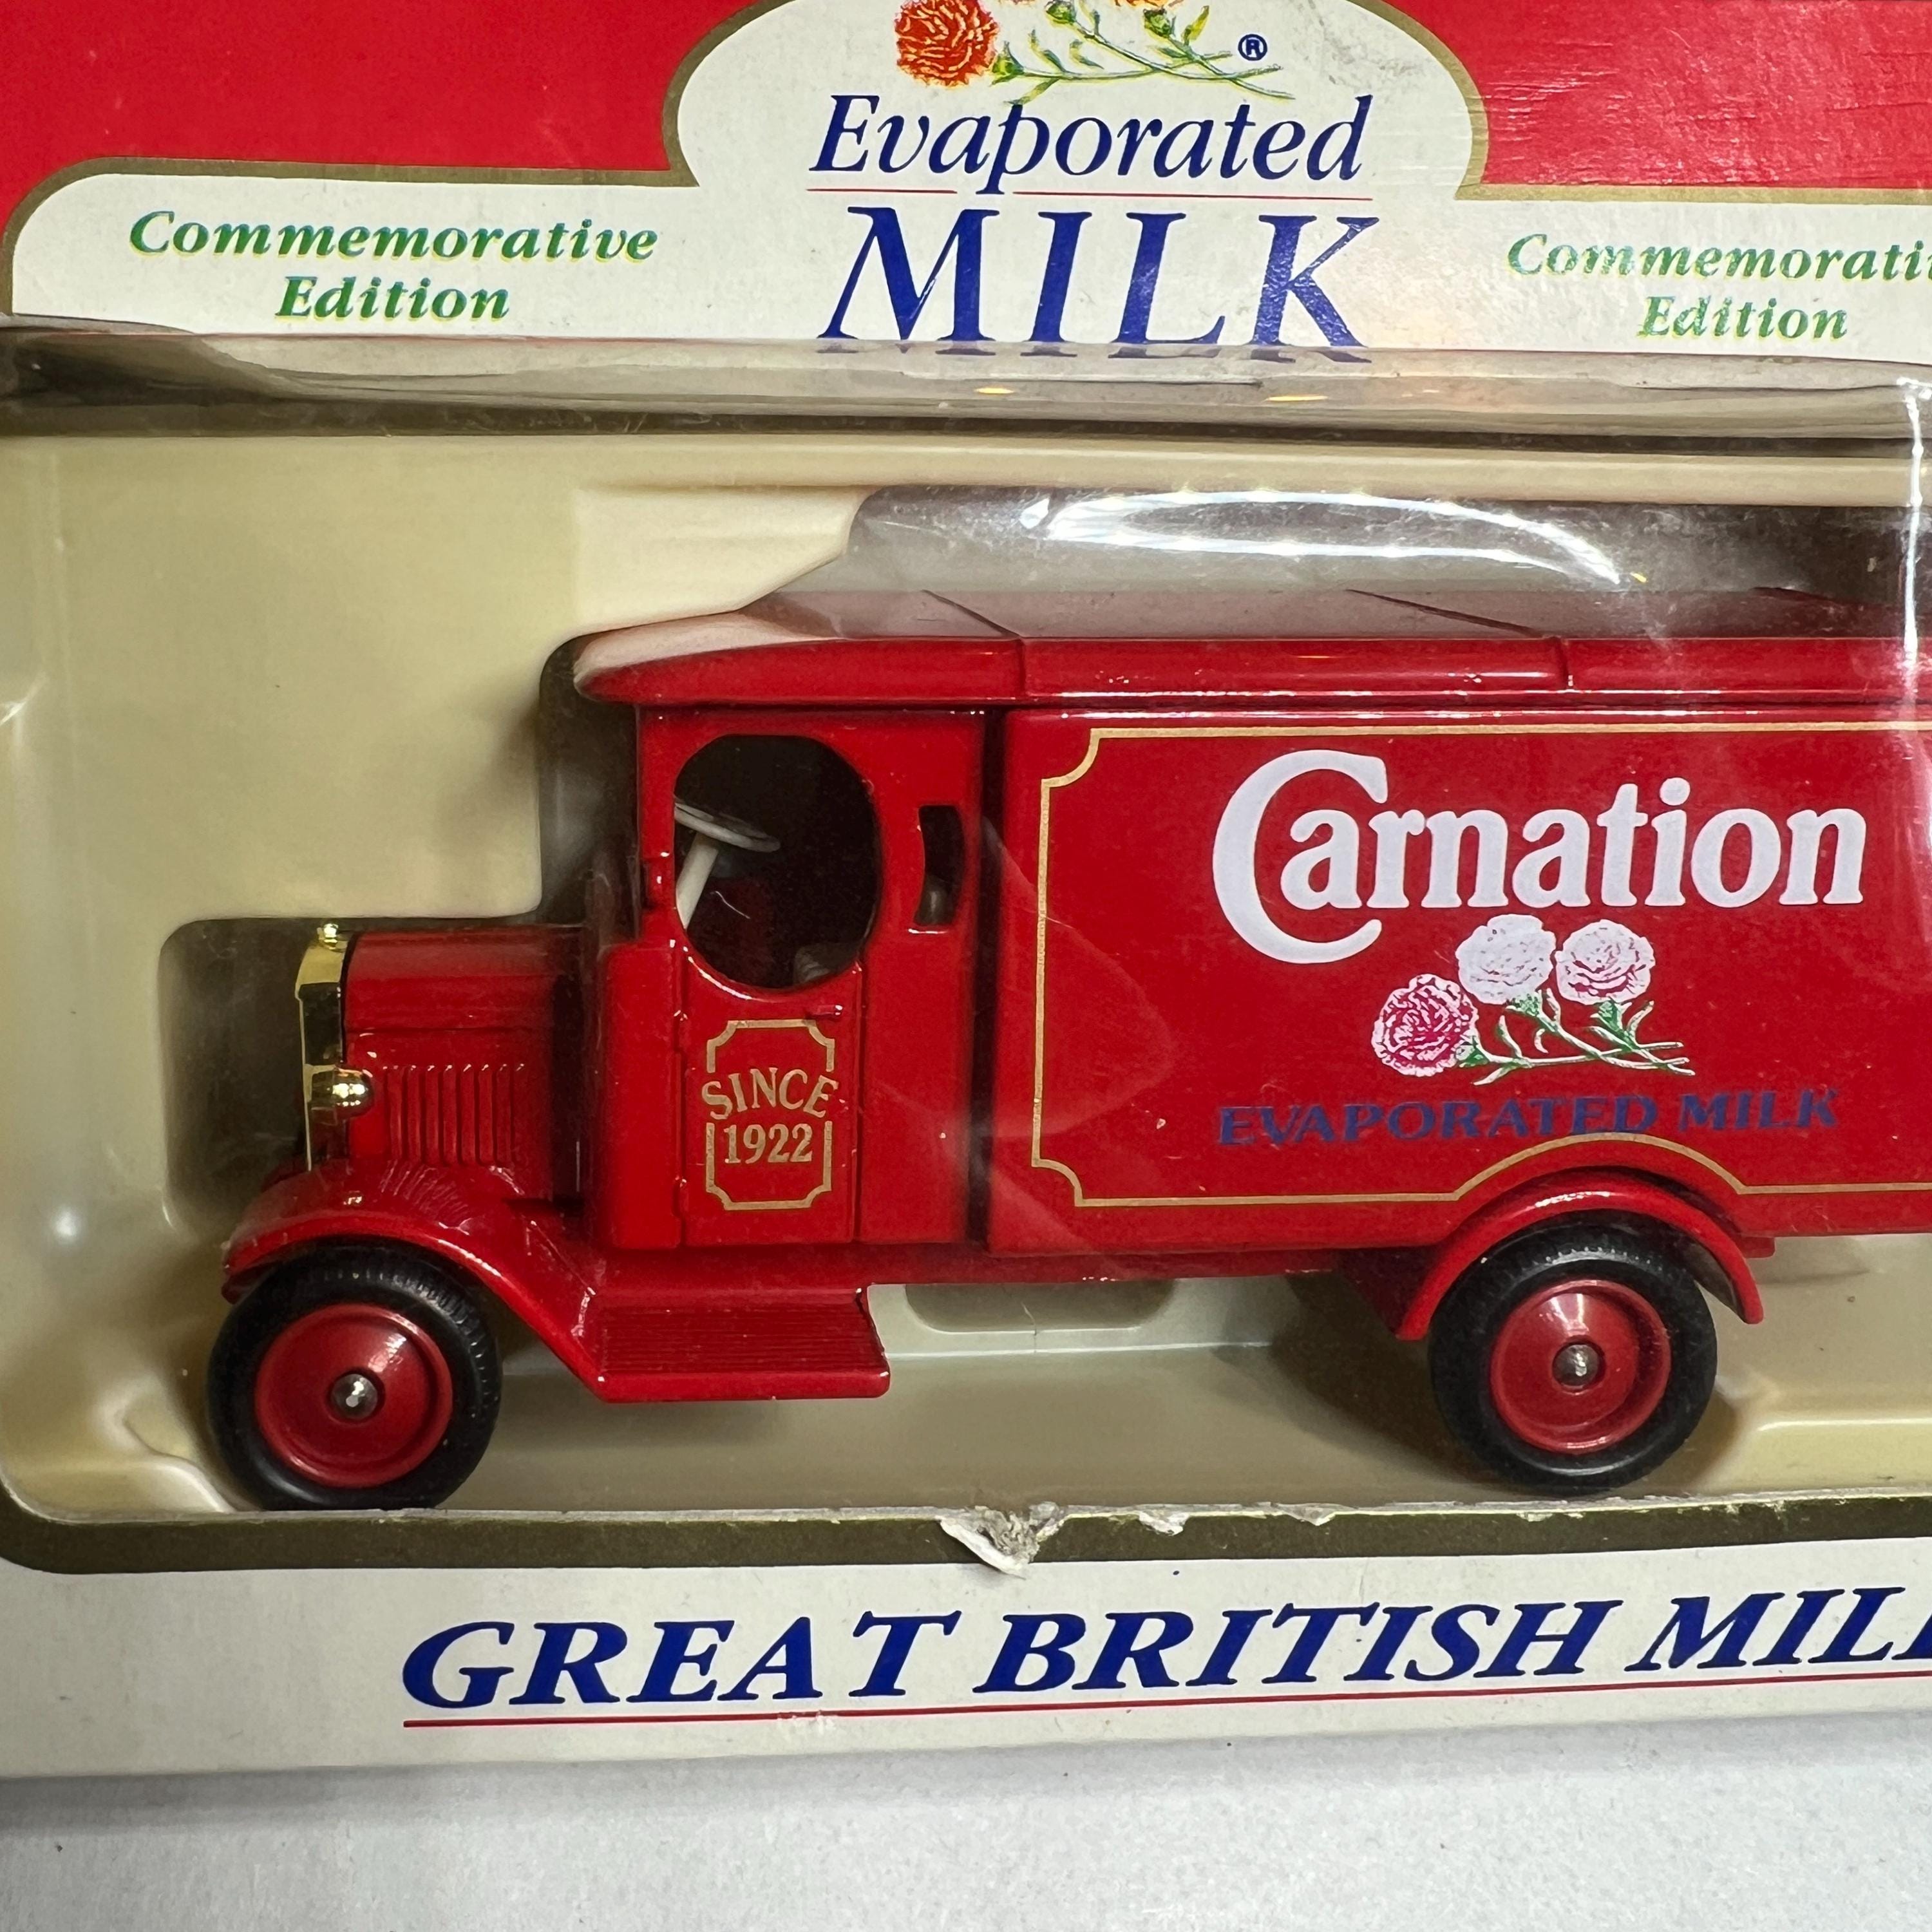 ®
Evaporated
MILK
Commemorative
Edition
Commemorati
Edition
Carnation
EVAPORATED MILK
SINCE
1922
GREAT BRITISH MIL